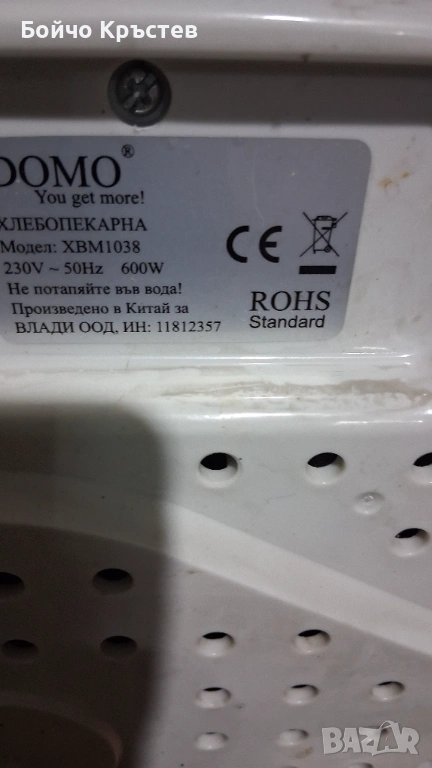 Бойчо Кръстев
DOMO®
You get more!
ХЛЕБОПЕКАРНА
Модел: XBM1038
230V ~ 50Hz 600W
Не потапяйте във вода!
Произведено в Китай за
ВЛАДИ ООД, ИН: 11812357
CE
ROHS
Standard
BAZAR